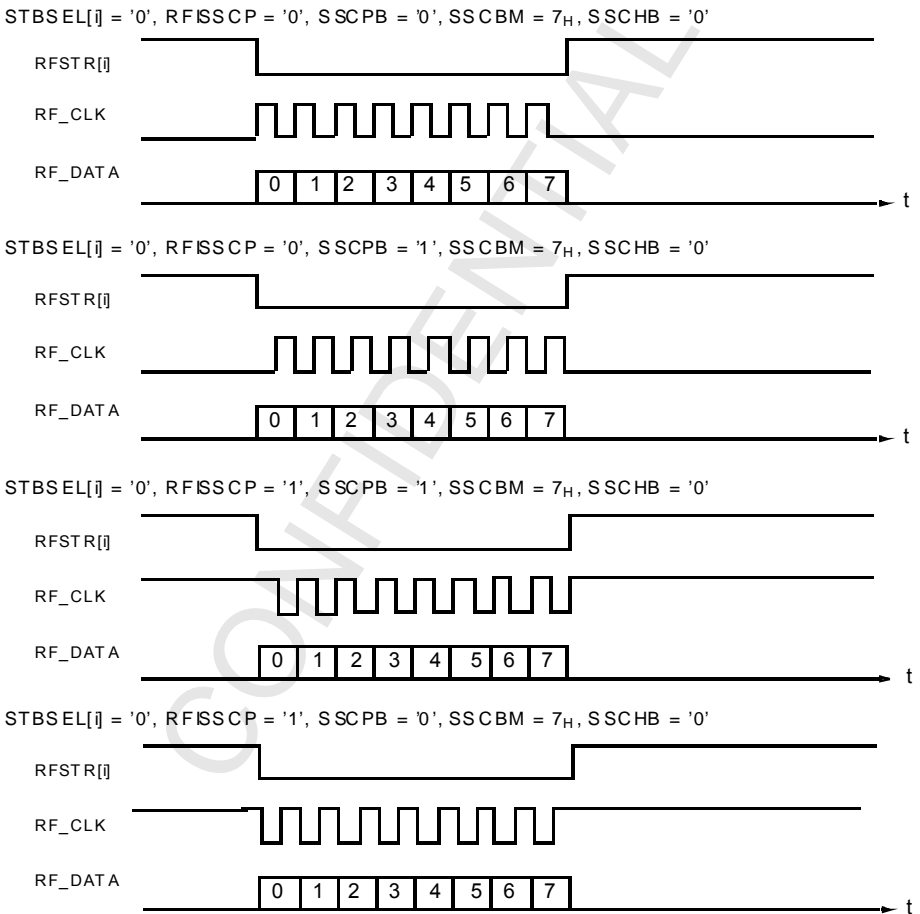 STBSEL[i] = '0', RFISSCP = '0', SSCPB = '0', SSCBM = 7H, SSCHB = '0'
RFSTR[i]
RF_CLK
RF_DATA
0 1 2 3 4 5 6 7
t
STBSEL[i] = '0', RFISSCP = '0', SSCPB = '1', SSCBM = 7H, SSCHB = '0'
RFSTR[i]
RF_CLK
RF_DATA
0 1 2 3 4 5 6 7
t
STBSEL[i] = '0', RFISSCP = '1', SSCPB = '1', SSCBM = 7H, SSCHB = '0'
RFSTR[i]
RF_CLK
RF_DATA
0 1 2 3 4 5 6 7
t
STBSEL[i] = '0', RFISSCP = '1', SSCPB = '0', SSCBM = 7H, SSCHB = '0'
RFSTR[i]
RF_CLK
RF_DATA
0 1 2 3 4 5 6 7
t
CONFIDENTIAL